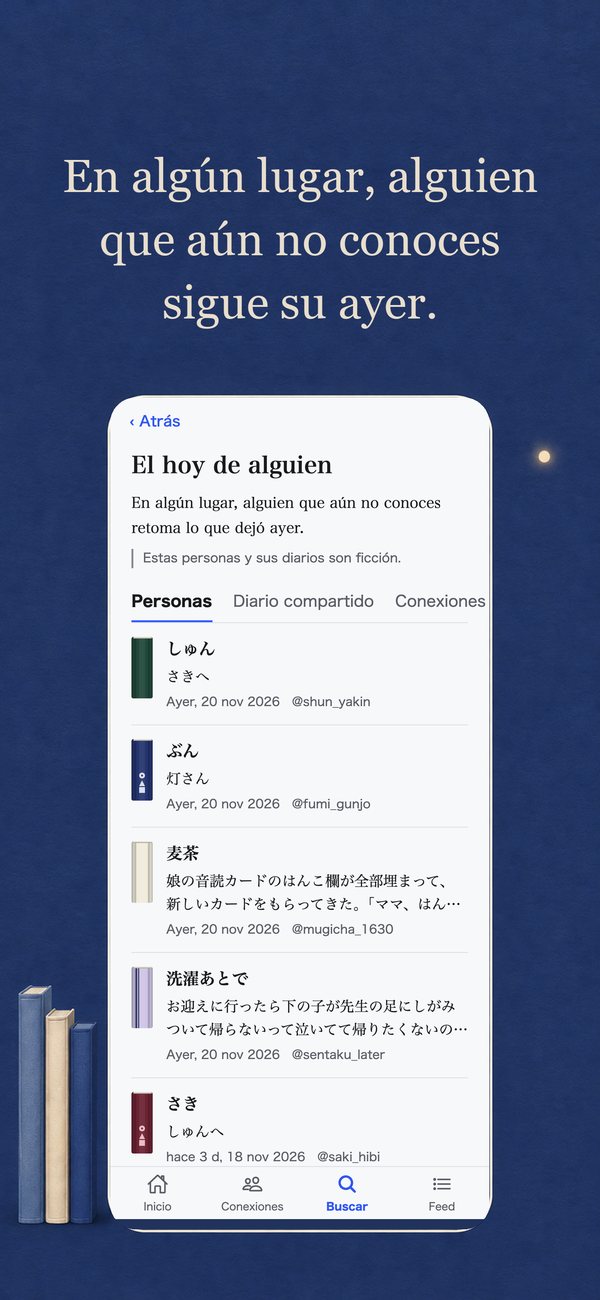 En algún lugar, alguien
que aún no conoces
sigue su ayer.
‹ Atrás
El hoy de alguien
En algún lugar, alguien que aún no conoces
retoma lo que dejó ayer.
Estas personas y sus diarios son ficción.
Personas Diario compartido Conexiones
しゅん
さきへ
Ayer, 20 nov 2026 @shun_yakin
ぶん
灯さん
Ayer, 20 nov 2026 @fumi_gunjo
麦茶
娘の音読カードのはんこ欄が全部埋まって、
新しいカードをもらってきた。「ママ、はん…
Ayer, 20 nov 2026 @mugicha_1630
洗濯あとで
お迎えに行ったら下の子が先生の足にしがみ
ついて帰らないって泣いてて帰りたくないの…
Ayer, 20 nov 2026 @sentaku_later
さき
しゅんへ
hace 3 d, 18 nov 2026 @saki_hibi
Inicio Conexiones Buscar Feed